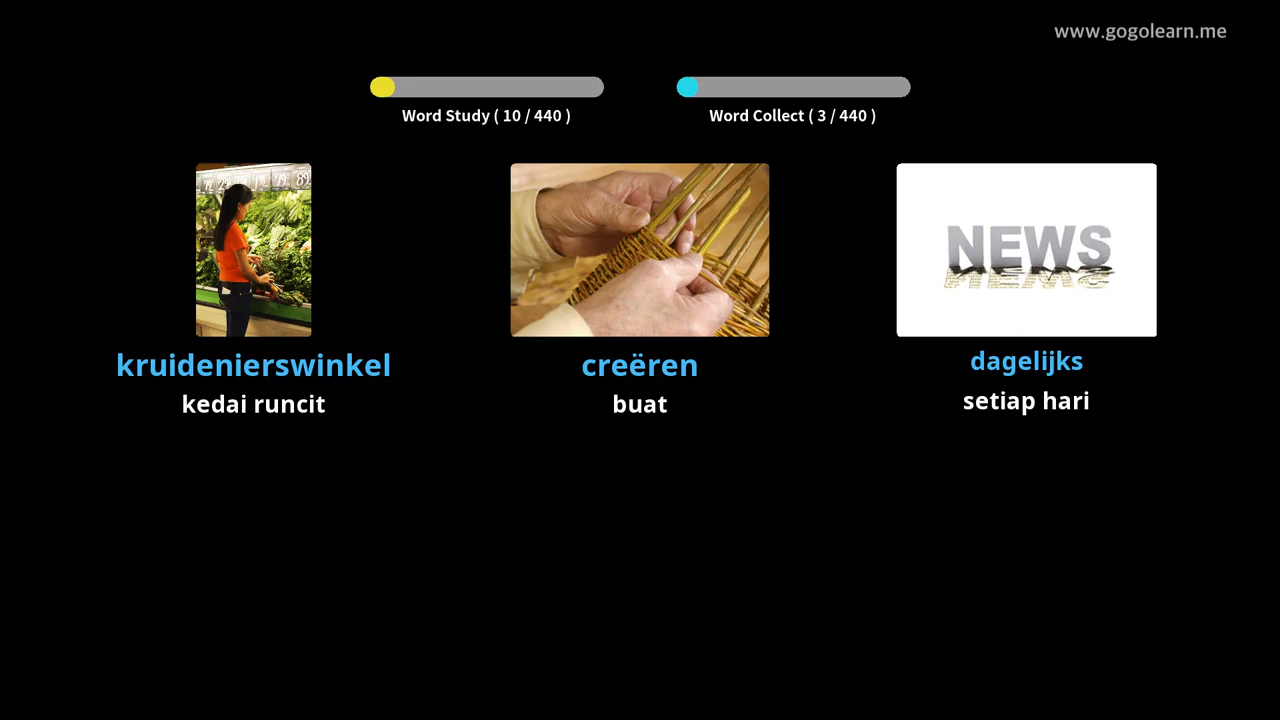 www.gogolearn.me
Word Study ( 10 / 440 )
Word Collect ( 3 / 440 )
NEWS
kruidenierswinkel
creëren
dagelijks
kedai runcit
buat
setiap hari